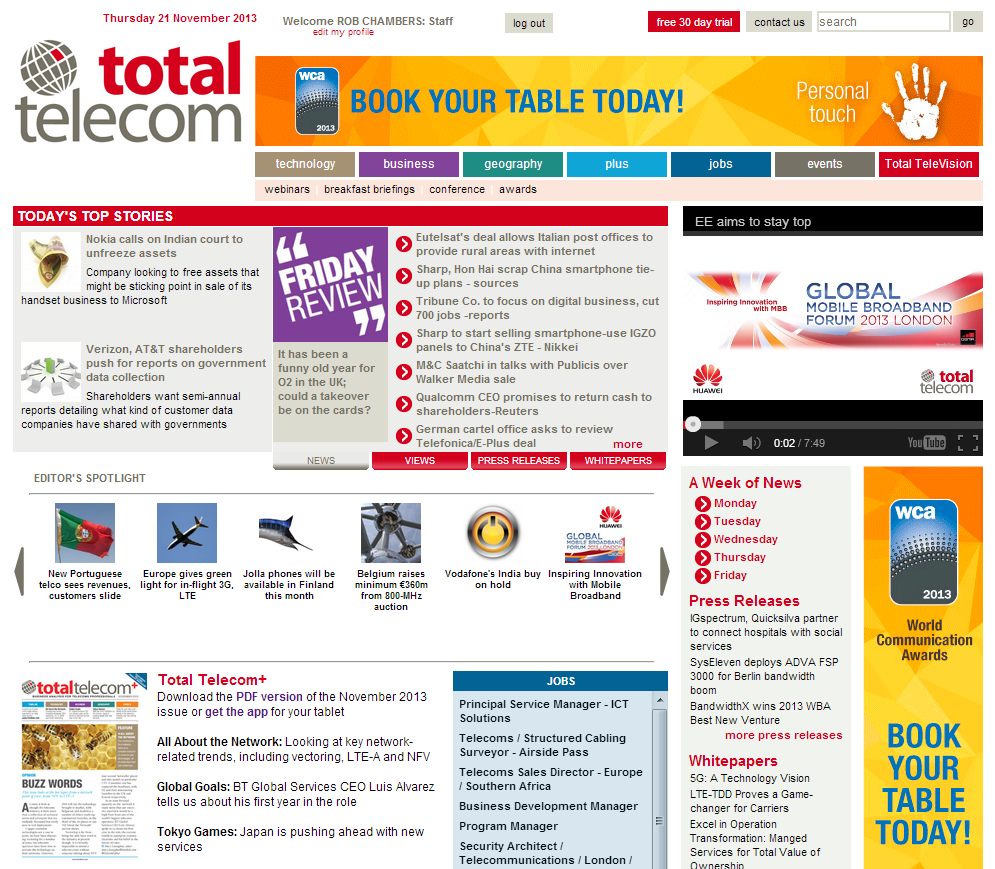 Thursday 21 November 2013
Welcome ROB CHAMBERS: Staff
edit my profile
log out
free 30 day trial
contact us
search
go
total
telecom
wca
2013
BOOK YOUR TABLE TODAY!
Personal
touch
technology
business
geography
plus
jobs
events
Total TeleVision
webinars
breakfast briefings
conference
awards
TODAY'S TOP STORIES
Nokia calls on Indian court to
unfreeze assets
Company looking to free assets that
might be sticking point in sale of its
handset business to Microsoft
Verizon, AT&T shareholders
push for reports on government
data collection
Shareholders want semi-annual
reports detailing what kind of customer data
companies have shared with governments
FRIDAY
REVIEW
It has been a
funny old year for
O2 in the UK;
could a takeover
be on the cards?
Eutelsat's deal allows Italian post offices to
provide rural areas with internet
Sharp, Hon Hai scrap China smartphone tie-
up plans - sources
Tribune Co. to focus on digital business, cut
700 jobs -reports
Sharp to start selling smartphone-use IGZO
panels to China's ZTE - Nikkei
M&C Saatchi in talks with Publicis over
Walker Media sale
Qualcomm CEO promises to return cash to
shareholders-Reuters
German cartel office asks to review
Telefonica/E-Plus deal
more
NEWS
VIEWS
PRESS RELEASES
WHITEPAPERS
EE aims to stay top
Inspiring Innovation
with MBB
GLOBAL
MOBILE BROADBAND
FORUM 2013 LONDON
HUAWEI
total
telecom
0:02 / 7:49
YouTube
EDITOR'S SPOTLIGHT
New Portuguese
telco sees revenues,
customers slide
Europe gives green
light for in-flight 3G,
LTE
Jolla phones will be
available in Finland
this month
Belgium raises
minimum €360m
from 800-MHz
auction
Vodafone's India buy
on hold
HUAWEI
GLOBAL
MOBILE BROADBAND
FORUM 2013 LONDON
Inspiring Innovation
with Mobile
Broadband
A Week of News
Monday
Tuesday
Wednesday
Thursday
Friday
Press Releases
IGspectrum, Quicksilva partner
to connect hospitals with social
services
SysEleven deploys ADVA FSP
3000 for Berlin bandwidth
boom
BandwidthX wins 2013 WBA
Best New Venture
more press releases
Whitepapers
5G: A Technology Vision
LTE-TDD Proves a Game-
changer for Carriers
Excel in Operation
Transformation: Manged
Services for Total Value of
Ownership
wca
2013
World
Communication
Awards
BOOK
YOUR
TABLE
TODAY!
totaltelecom+
BUZZ WORDS
Total Telecom+
Download the PDF version of the November 2013
issue or get the app for your tablet
All About the Network: Looking at key network-
related trends, including vectoring, LTE-A and NFV
Global Goals: BT Global Services CEO Luis Alvarez
tells us about his first year in the role
Tokyo Games: Japan is pushing ahead with new
services
JOBS
Principal Service Manager - ICT
Solutions
Telecoms / Structured Cabling
Surveyor - Airside Pass
Telecoms Sales Director - Europe
/ Southern Africa
Business Development Manager
Program Manager
Security Architect /
Telecommunications / London /